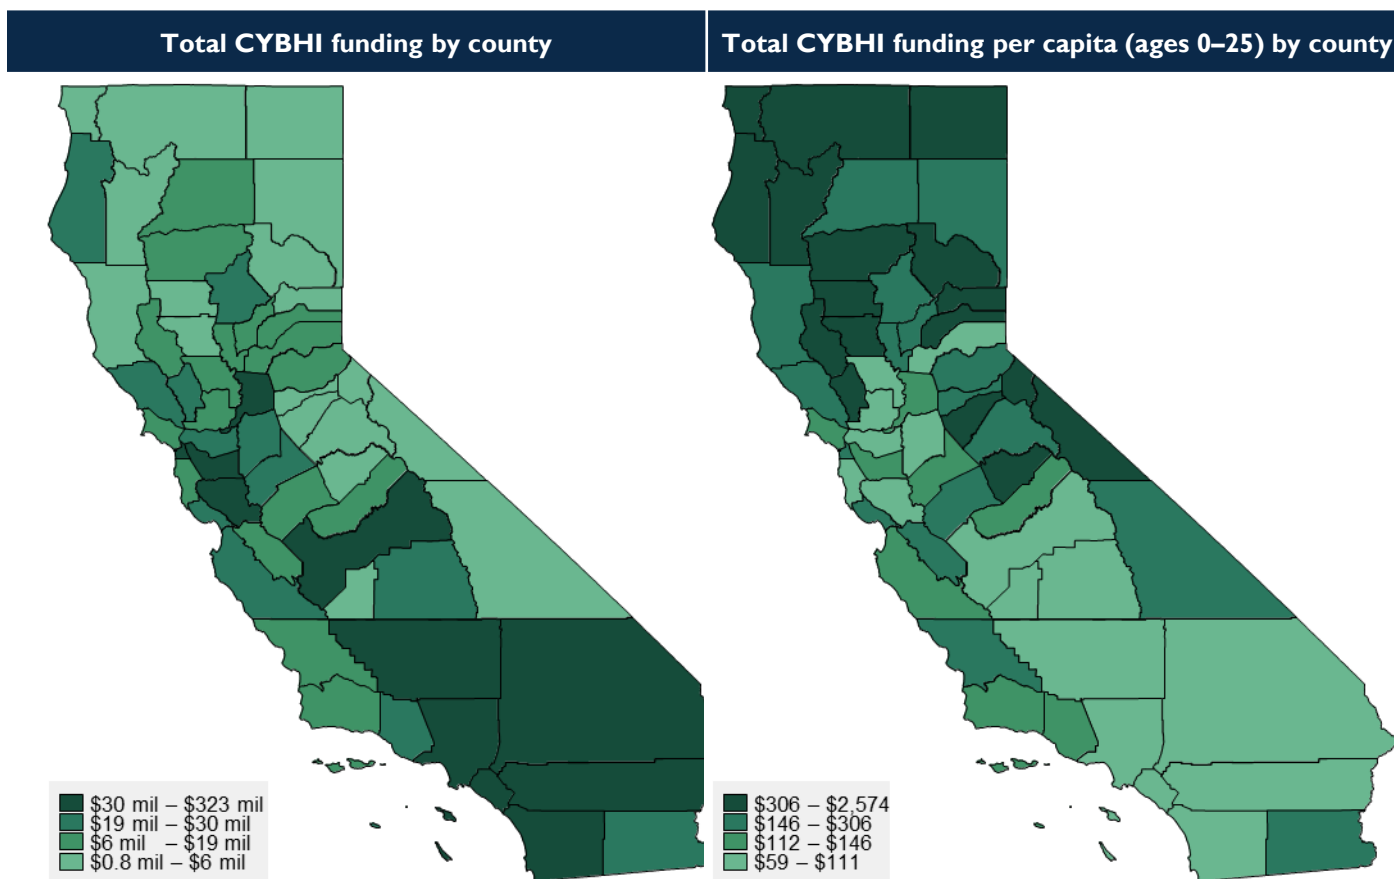 Total CYBHI funding by county
Total CYBHI funding per capita (ages 0–25) by county
$30 mil – $323 mil
$19 mil – $30 mil
$6 mil – $19 mil
$0.8 mil – $6 mil
$306 – $2,574
$146 – $306
$112 – $146
$59 – $111